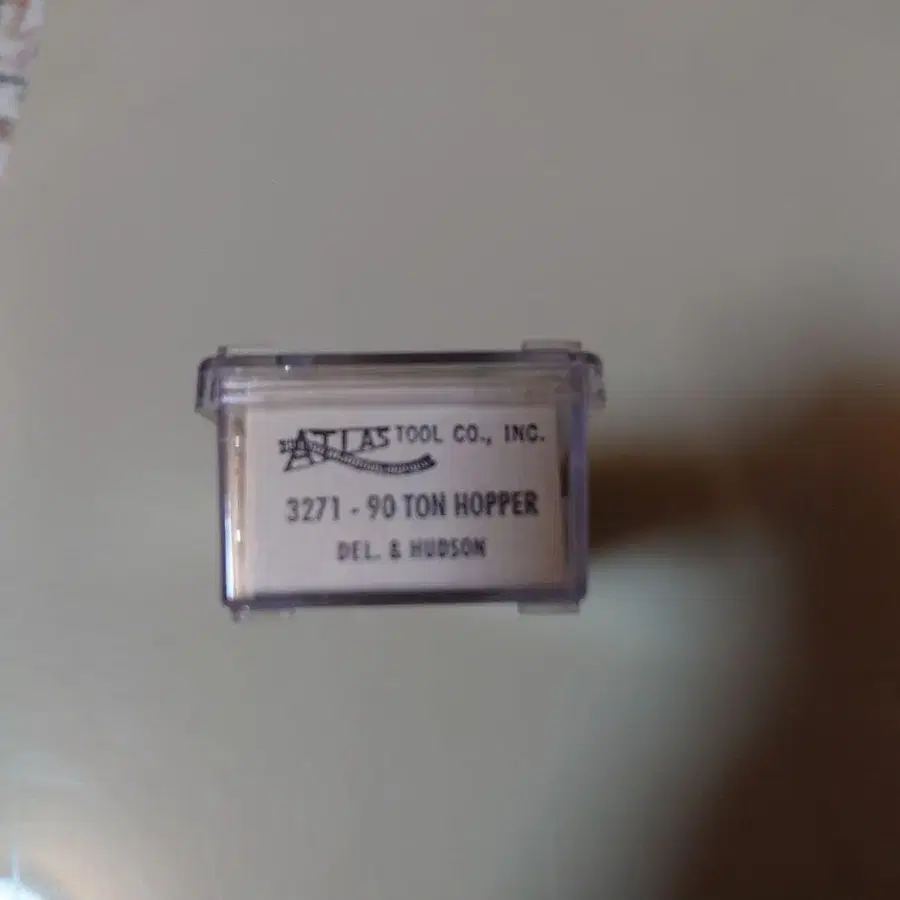 ATLAS TOOL CO., INC.
3271 - 90 TON HOPPER
DEL. & HUDSON